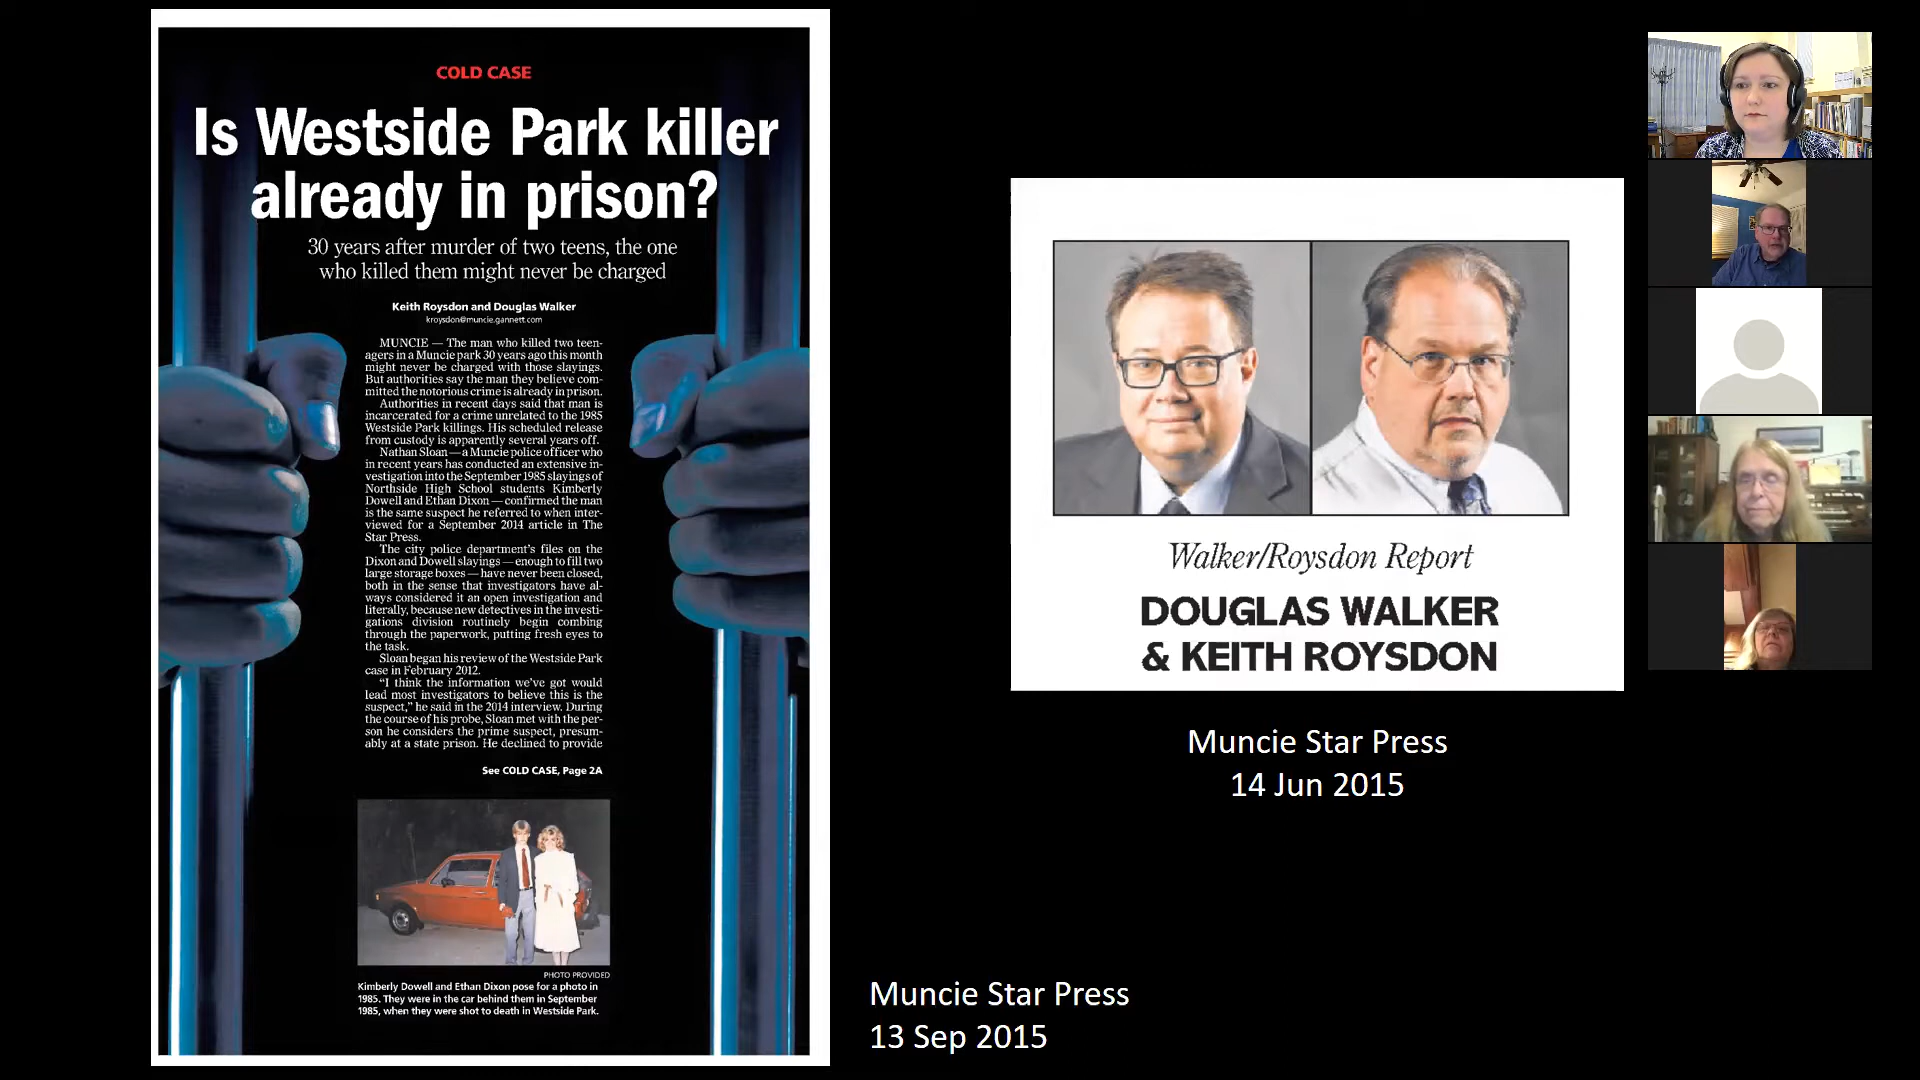 COLD CASE
Is Westside Park killer
already in prison?
30 years after murder of two teens, the one
who killed them might never be charged
Keith Roysdon and Douglas Walker
kroysdon@muncie.gannett.com
MUNCIE — The man who killed two teen-
agers in a Muncie park 30 years ago this month
might never be charged with those slayings.
But authorities say the man they believe com-
mitted the notorious crime is already in prison.
Authorities in recent days said that man is
incarcerated for a crime unrelated to the 1985
Westside Park killings. His scheduled release
from custody is apparently several years off.
Nathan Sloan — a Muncie police officer who
in recent years has conducted an extensive in-
vestigation into the September 1985 slayings of
Northside High School students Kimberly
Dowell and Ethan Dixon — confirmed the man
is the same suspect he referred to when inter-
viewed for a September 2014 article in The
Star Press.
The city police department's files on the
Dixon and Dowell slayings — enough to fill two
large storage boxes — have never been closed,
both in the sense that investigators have al-
ways considered it an open investigation and
literally, because new detectives in the investi-
gations division routinely begin combing
through the paperwork, putting fresh eyes to
the task.
Sloan began his review of the Westside Park
case in February 2012.
"I think the information we've got would
lead most investigators to believe this is the
suspect," he said in the 2014 interview. During
the course of his probe, Sloan met with the per-
son he considers the prime suspect, presum-
ably at a state prison. He declined to provide
See COLD CASE, Page 2A
PHOTO PROVIDED
Kimberly Dowell and Ethan Dixon pose for a photo in
1985. They were in the car behind them in September
1985, when they were shot to death in Westside Park.
Walker/Roysdon Report
DOUGLAS WALKER
& KEITH ROYSDON
Muncie Star Press
14 Jun 2015
Muncie Star Press
13 Sep 2015